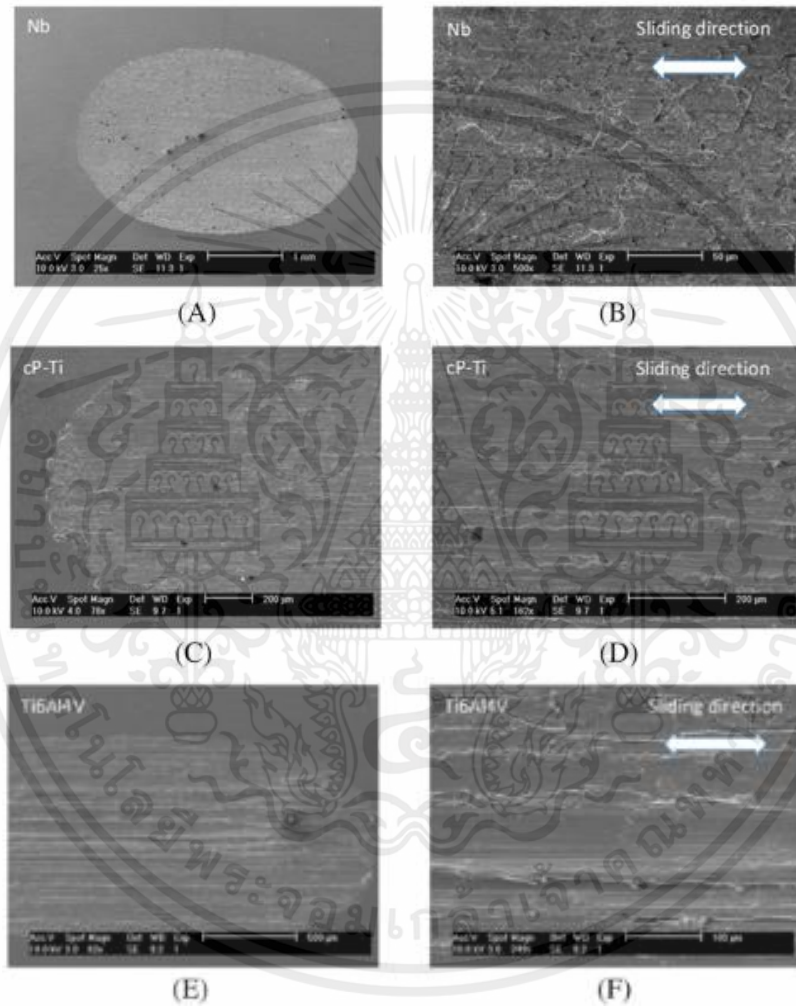 Nb
Acc.V Spot Magn Det WD Exp
10.0 kV 3.0 25x SE 11.3 1
1 mm
(A)
Nb
Sliding direction
Acc.V Spot Magn Det WD Exp
10.0 kV 3.0 500x SE 11.3 1
50 µm
(B)
cP-Ti
Acc.V Spot Magn Det WD Exp
10.0 kV 4.0 78x SE 9.7 1
200 µm
(C)
cP-Ti
Sliding direction
Acc.V Spot Magn Det WD Exp
10.0 kV 5.1 162x SE 9.7 1
200 µm
(D)
Ti6Al4V
Acc.V Spot Magn Det WD Exp
500 µm
(E)
Ti6Al4V
Sliding direction
Acc.V Spot Magn Det WD Exp
100 µm
(F)